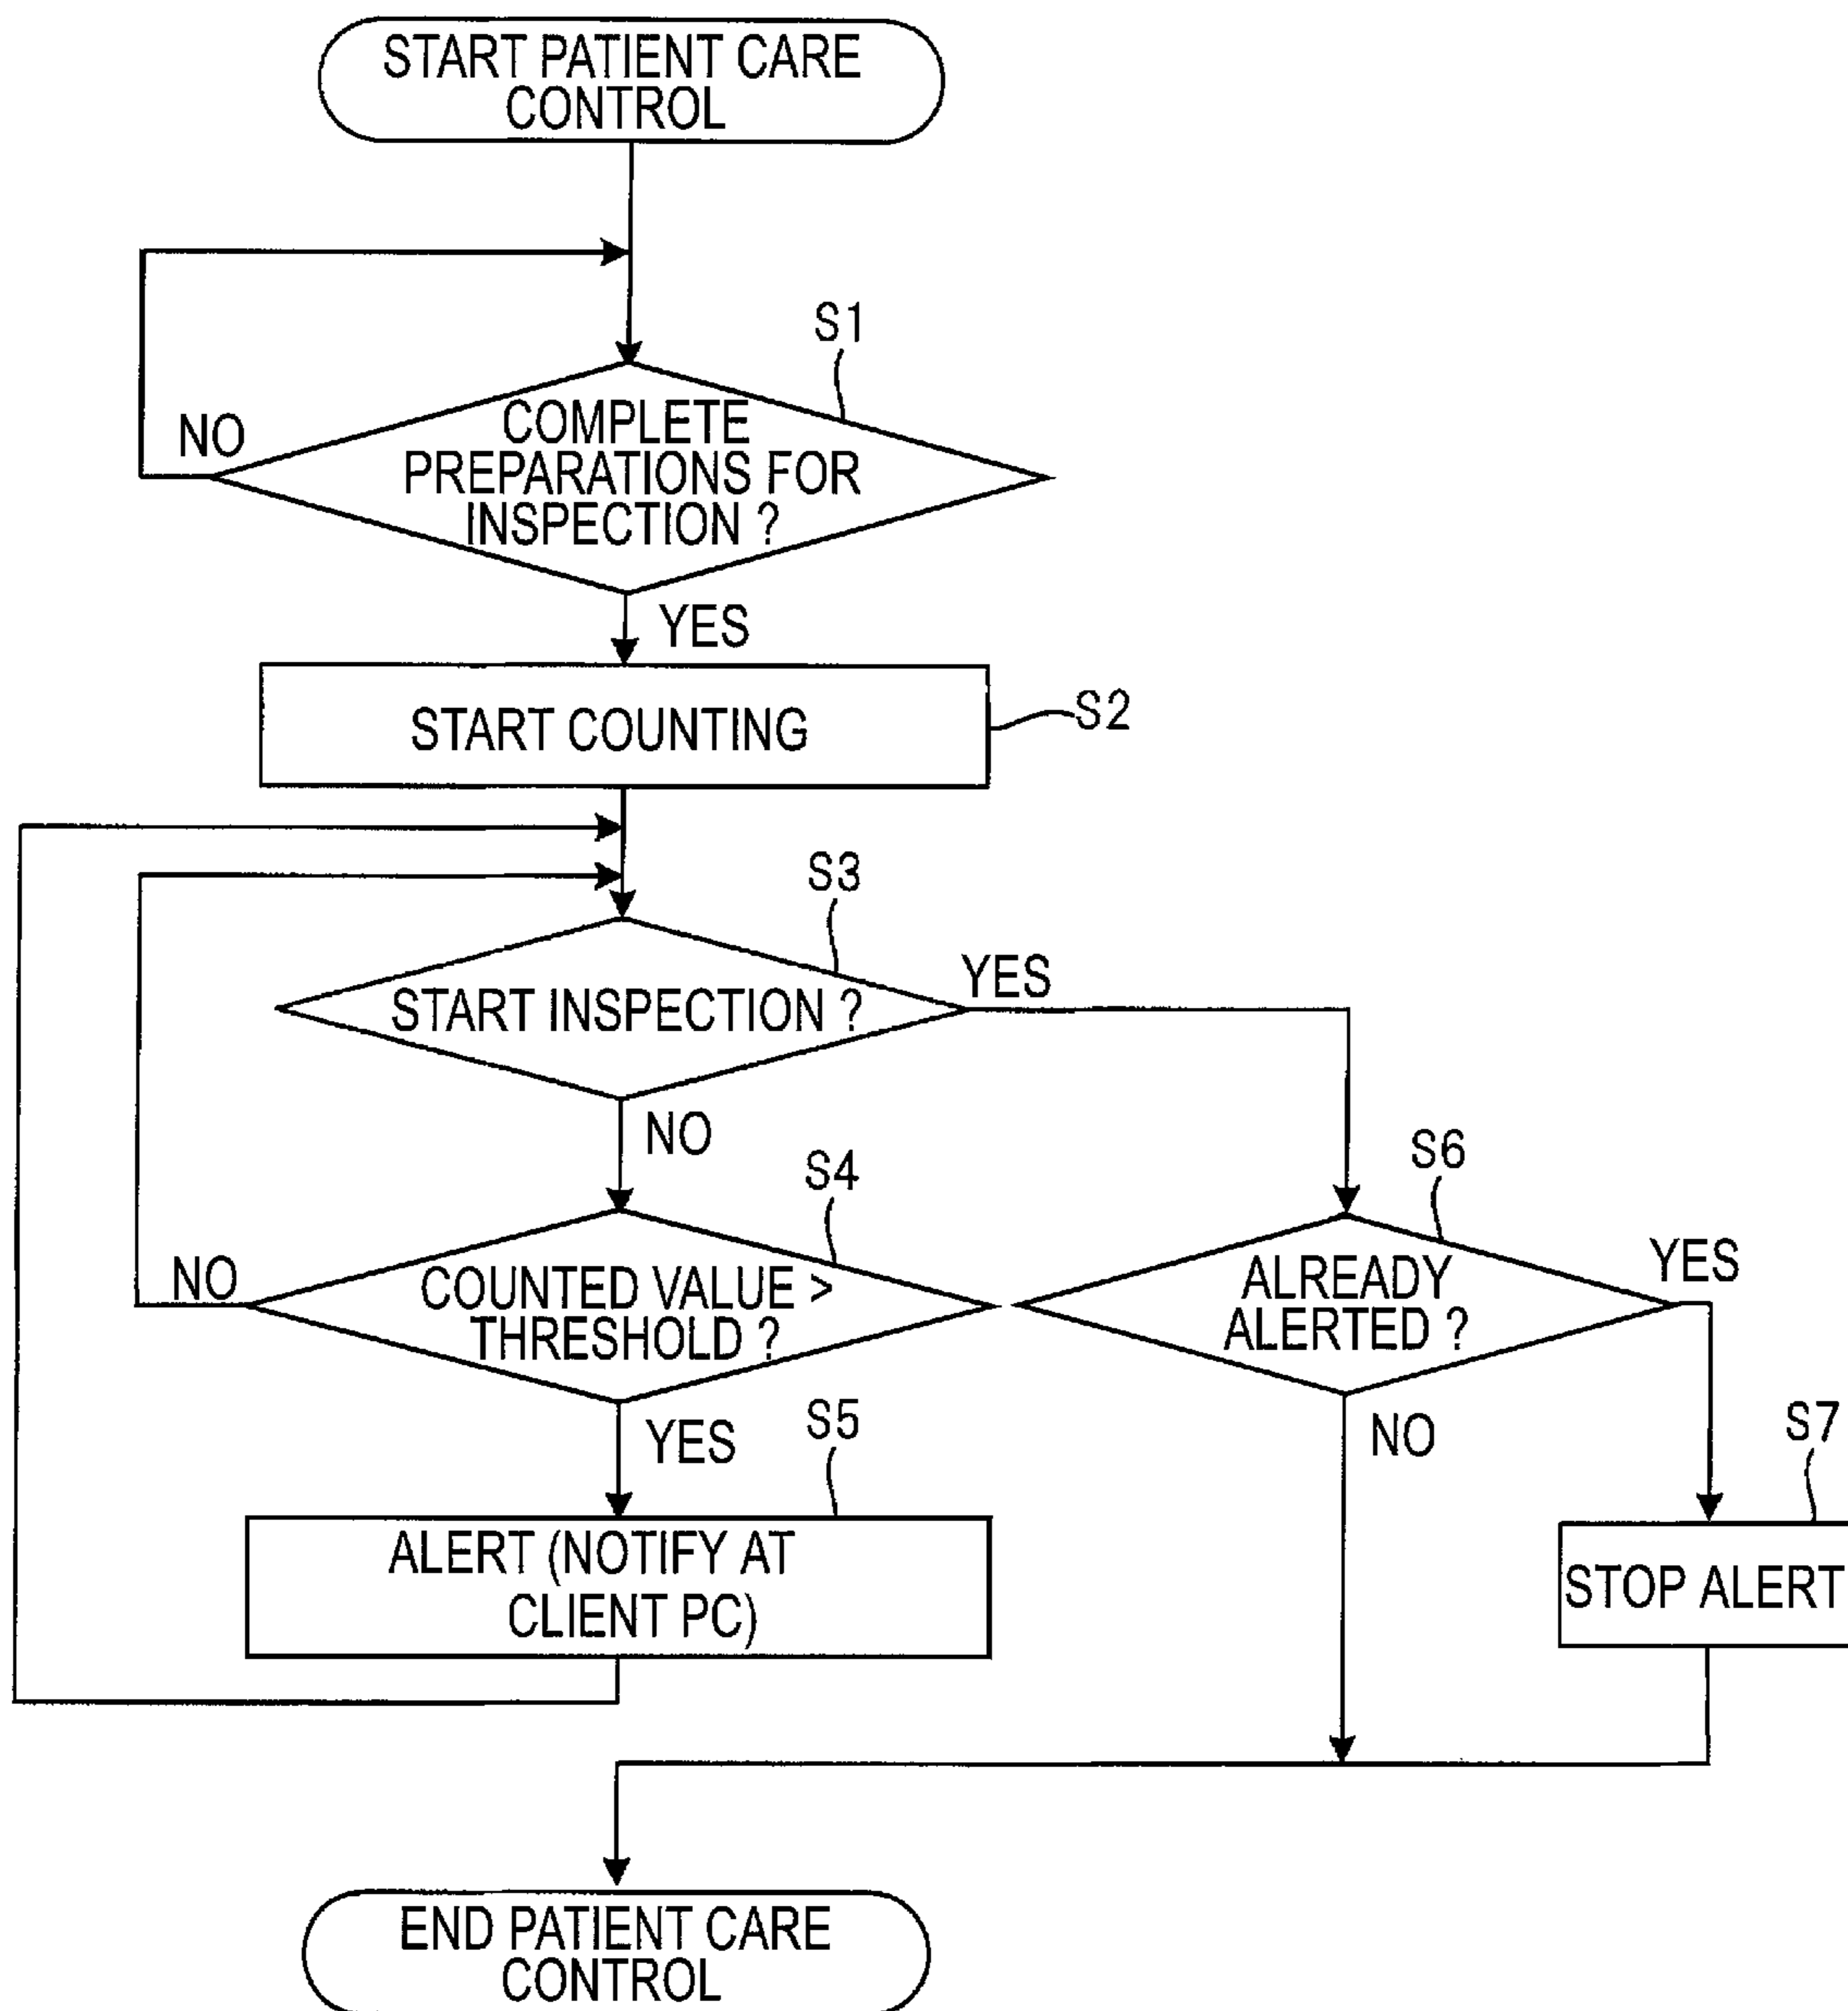 START PATIENT CARE
CONTROL
S1
COMPLETE
PREPARATIONS FOR
INSPECTION ?
NO
YES
START COUNTING
S2
S3
START INSPECTION ?
YES
NO
S4
COUNTED VALUE >
THRESHOLD ?
NO
YES
S6
ALREADY
ALERTED ?
YES
NO
S5
ALERT (NOTIFY AT
CLIENT PC)
S7
STOP ALERT
END PATIENT CARE
CONTROL